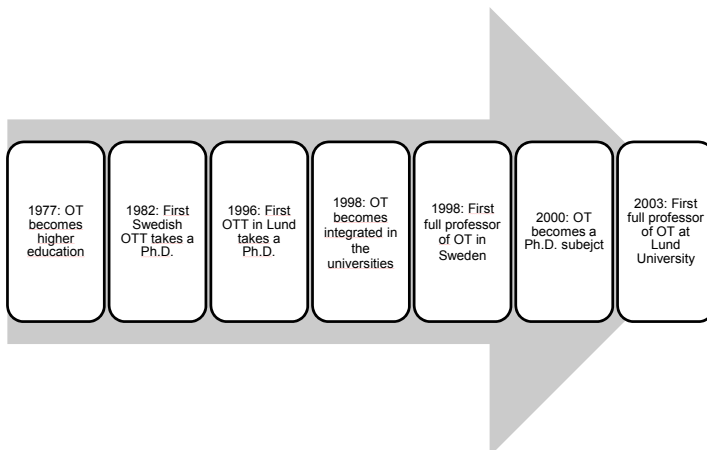 1977: OT
becomes
higher
education
1982: First
Swedish
OTT takes a
Ph.D.
1996: First
OTT in Lund
takes a
Ph.D.
1998: OT
becomes
integrated in
the
universities
1998: First
full professor
of OT in
Sweden
2000: OT
becomes a
Ph.D. subejct
2003: First
full professor
of OT at
Lund
University